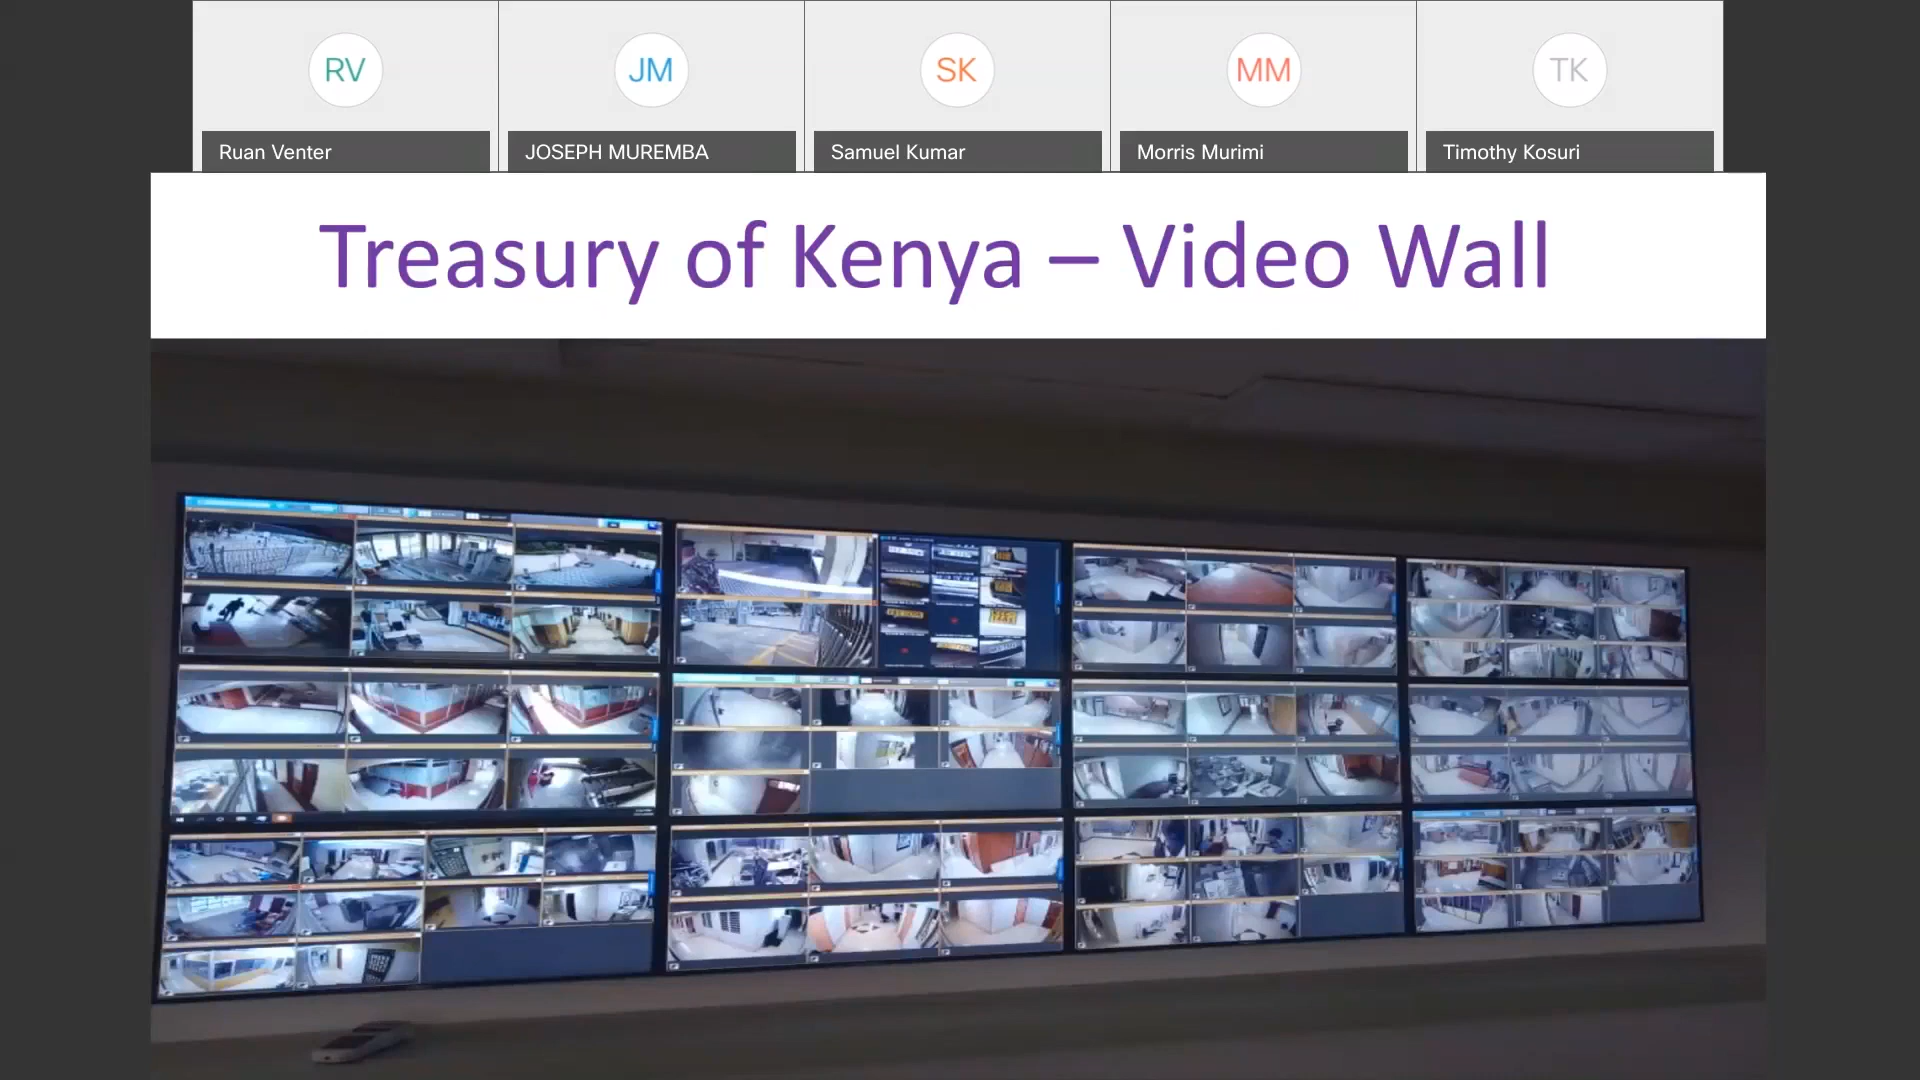 RV
JM
SK
MM
TK
Ruan Venter
JOSEPH MUREMBA
Samuel Kumar
Morris Murimi
Timothy Kosuri
Treasury of Kenya – Video Wall